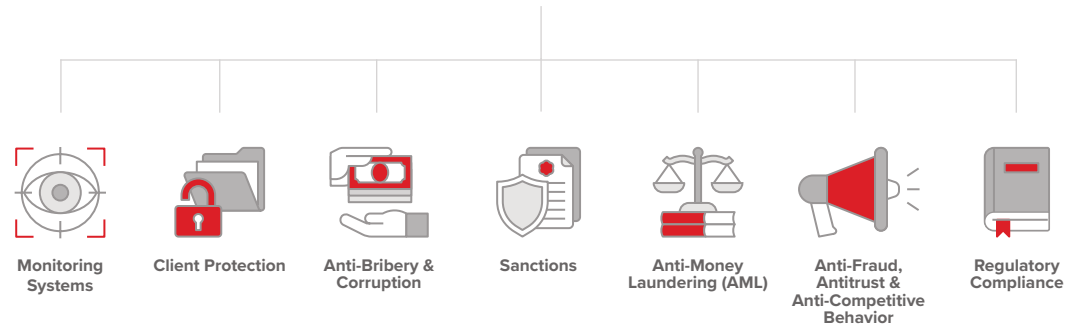 Monitoring
Systems
Client Protection
Anti-Bribery &
Corruption
Sanctions
Anti-Money
Laundering (AML)
Anti-Fraud,
Antitrust &
Anti-Competitive
Behavior
Regulatory
Compliance